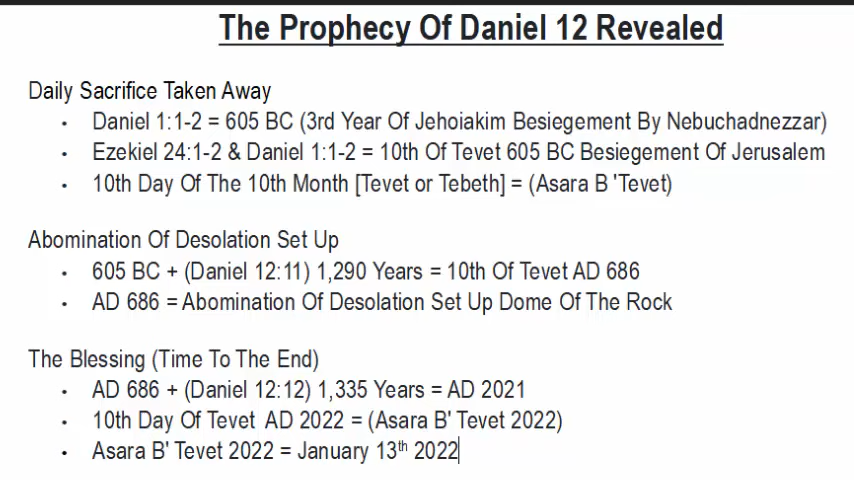 The Prophecy Of Daniel 12 Revealed
Daily Sacrifice Taken Away
• Daniel 1:1-2 = 605 BC (3rd Year Of Jehoiakim Besiegement By Nebuchadnezzar)
• Ezekiel 24:1-2 & Daniel 1:1-2 = 10th Of Tevet 605 BC Besiegement Of Jerusalem
• 10th Day Of The 10th Month [Tevet or Tebeth] = (Asara B 'Tevet)
Abomination Of Desolation Set Up
• 605 BC + (Daniel 12:11) 1,290 Years = 10th Of Tevet AD 686
• AD 686 = Abomination Of Desolation Set Up Dome Of The Rock
The Blessing (Time To The End)
• AD 686 + (Daniel 12:12) 1,335 Years = AD 2021
• 10th Day Of Tevet AD 2022 = (Asara B' Tevet 2022)
• Asara B' Tevet 2022 = January 13th 2022